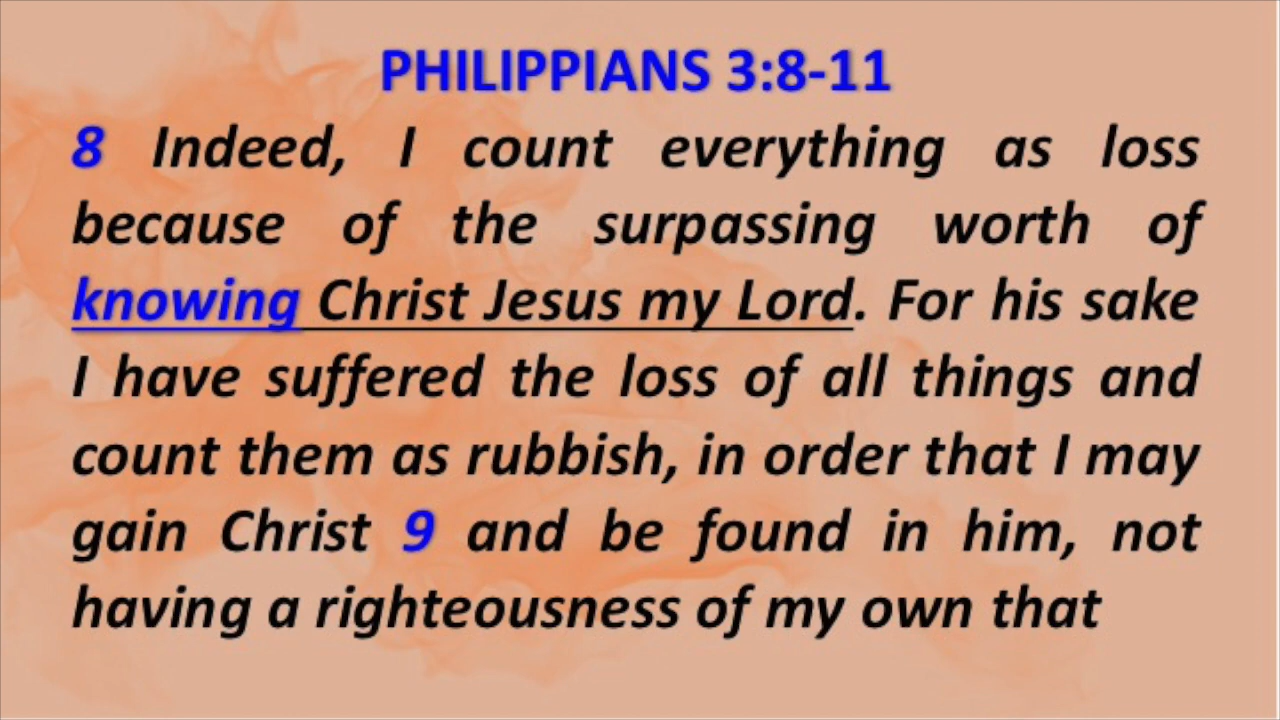 PHILIPPIANS 3:8-11
8 Indeed, I count everything as loss
because of the surpassing worth of
knowing Christ Jesus my Lord. For his sake
I have suffered the loss of all things and
count them as rubbish, in order that I may
gain Christ 9 and be found in him, not
having a righteousness of my own that